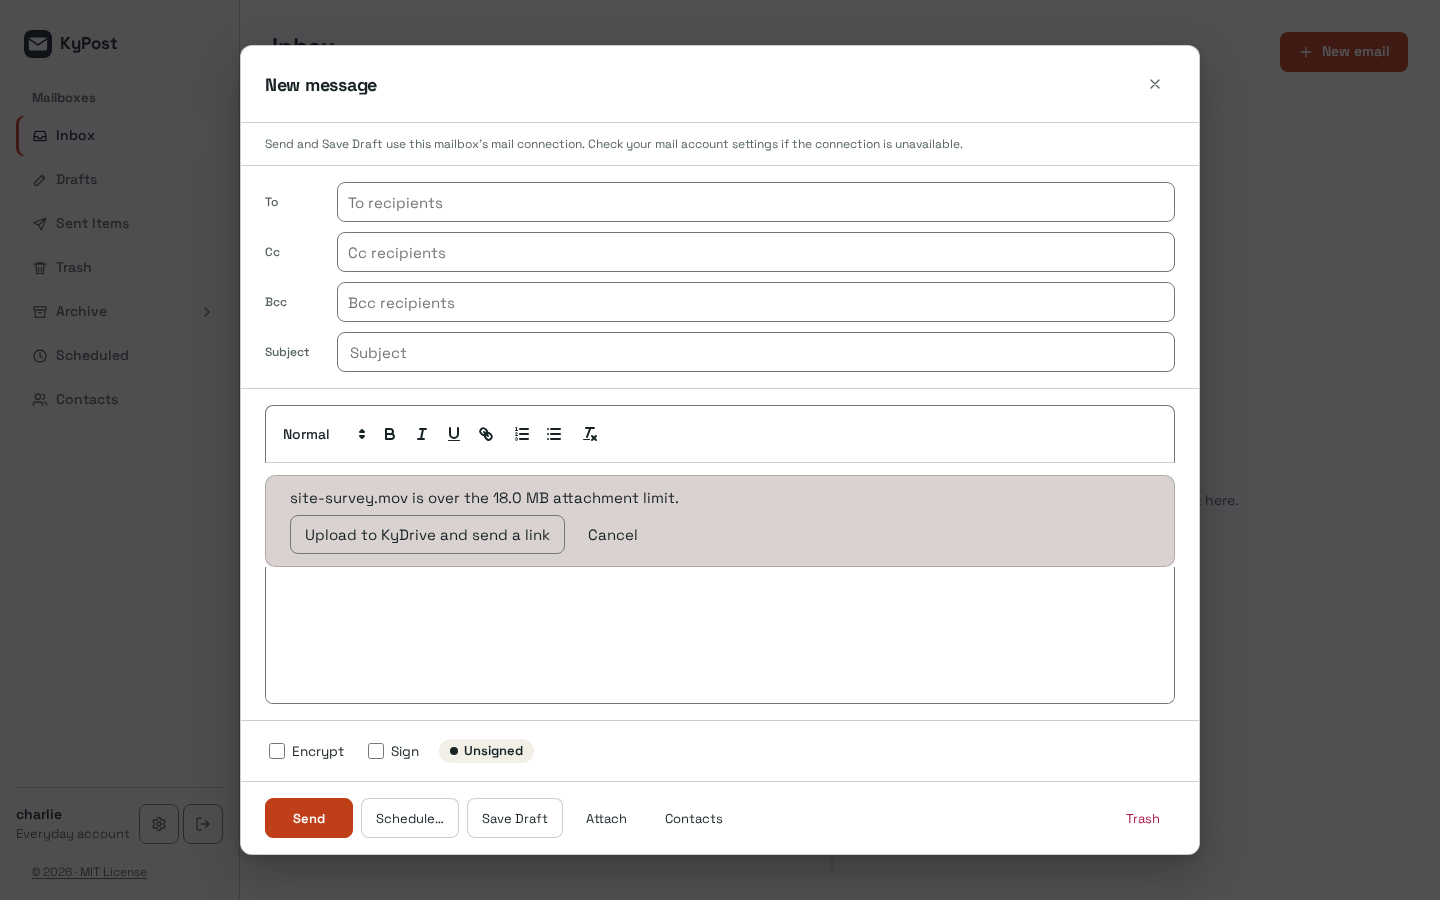 KyPost
New email
Mailboxes
Inbox
Drafts
Sent Items
Trash
Archive
Scheduled
Contacts
New message
Send and Save Draft use this mailbox's mail connection. Check your mail account settings if the connection is unavailable.
To
To recipients
Cc
Cc recipients
Bcc
Bcc recipients
Subject
Subject
Normal
site-survey.mov is over the 18.0 MB attachment limit.
Upload to KyDrive and send a link
Cancel
here.
Encrypt
Sign
Unsigned
Send
Schedule...
Save Draft
Attach
Contacts
Trash
charlie
Everyday account
© 2026 · MIT License